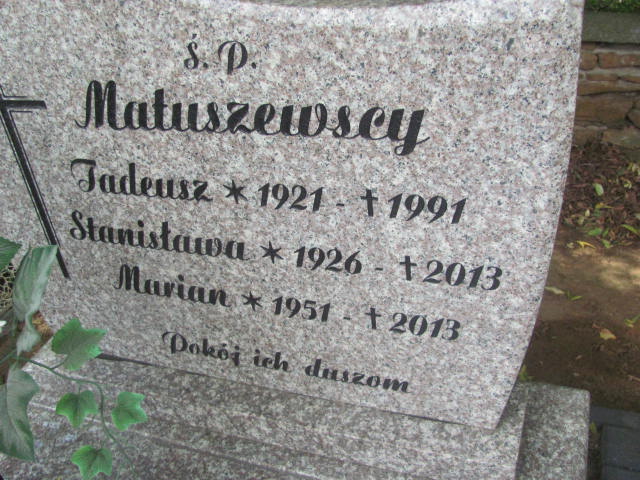 Ś. P.
Matuszewscy
Tadeusz ✶ 1921 - ✝ 1991
Stanisława ✶ 1926 - ✝ 2013
Marian ✶ 1951 - ✝ 2013
Pokój ich duszom